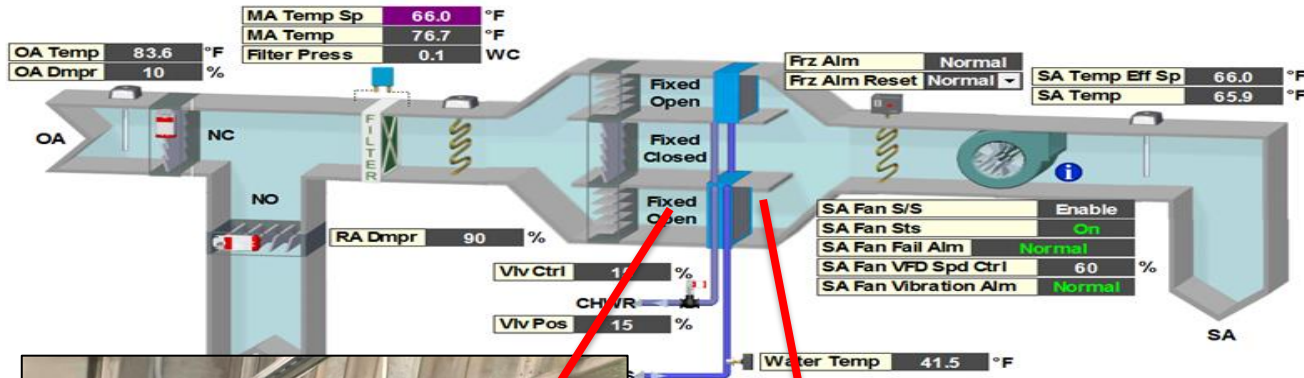 MA Temp Sp 66.0 °F
MA Temp 76.7 °F
Filter Press 0.1 WC
OA Temp 83.6 °F
OA Dmpr 10 %
Frz Alm Normal
Frz Alm Reset Normal
SA Temp Eff Sp 66.0 °F
SA Temp 65.9 °F
OA
NC
FILTER
Fixed
Open
Fixed
Closed
Fixed
Open
NO
RA Dmpr 90 %
SA Fan S/S Enable
SA Fan Sts On
SA Fan Fail Alm Normal
SA Fan VFD Spd Ctrl 60 %
SA Fan Vibration Alm Normal
Vlv Ctrl %
CHWR
Vlv Pos 15 %
SA
Water Temp 41.5 °F